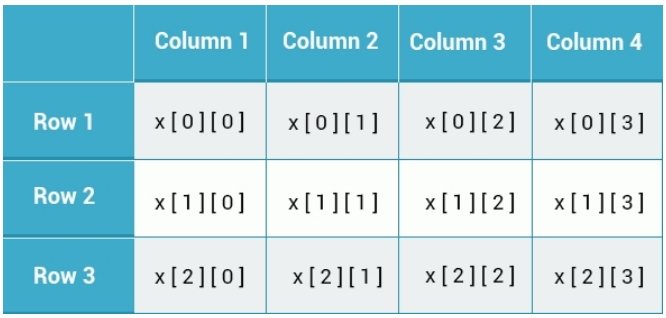 Column 1 Column 2 Column 3 Column 4
Row 1 x[0][0] x[0][1] x[0][2] x[0][3]
Row 2 x[1][0] x[1][1] x[1][2] x[1][3]
Row 3 x[2][0] x[2][1] x[2][2] x[2][3]